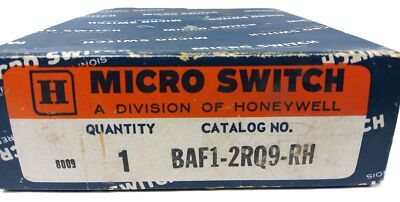 H MICRO SWITCH
A DIVISION OF HONEYWELL
QUANTITY CATALOG NO.
8009 1 BAF1-2RQ9-RH